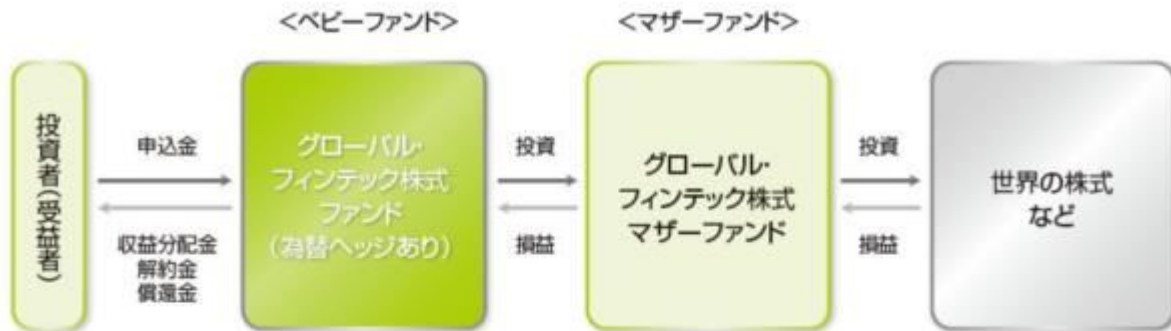 <ベビーファンド>
<マザーファンド>
投資者(受益者)
申込金
収益分配金
解約金
償還金
グローバル・
フィンテック株式
ファンド
(為替ヘッジあり)
投資
損益
グローバル・
フィンテック株式
マザーファンド
投資
損益
世界の株式
など